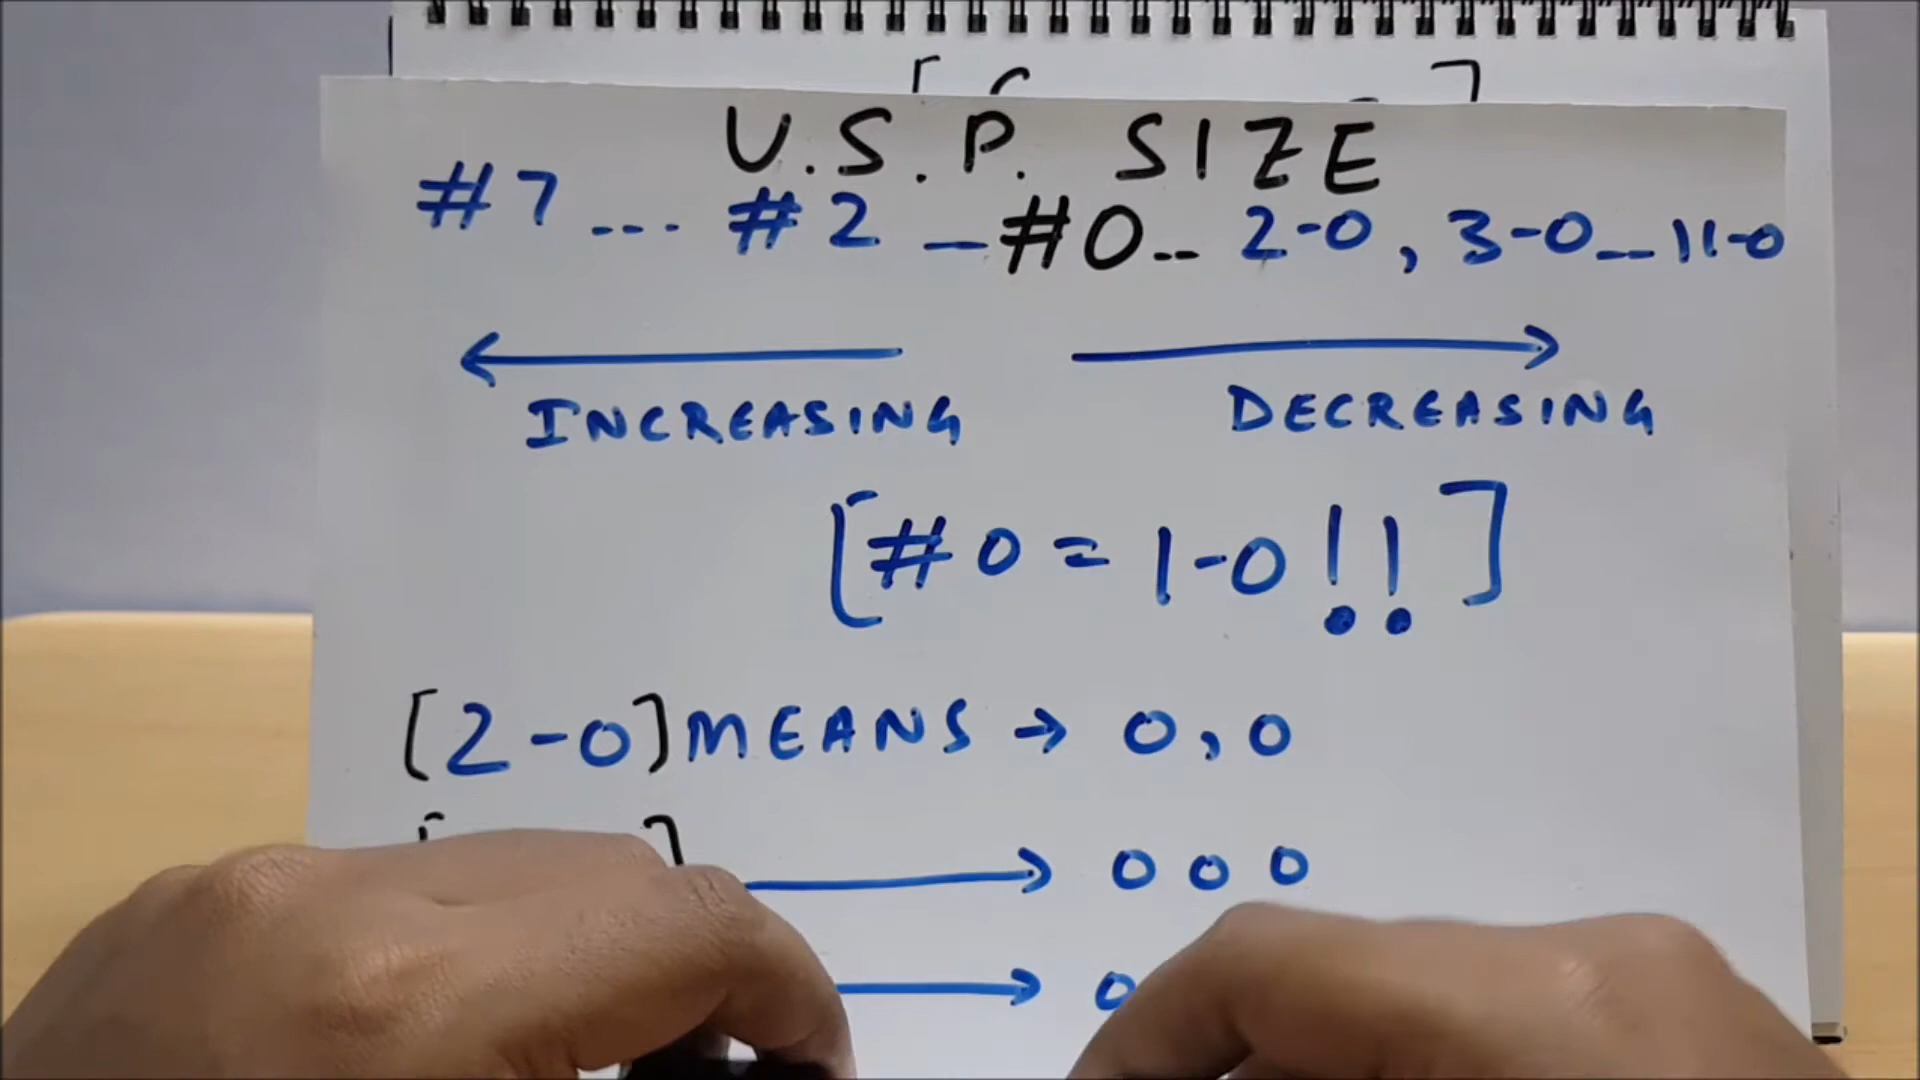 U.S.P. SIZE
#7 ... #2 _ #0.. 2-0, 3-0__11-0
← →
INCREASING DECREASING
[#0 = 1-0!!]
[2-0] MEANS → 0,0
[ ] → 0 0 0
→ 0